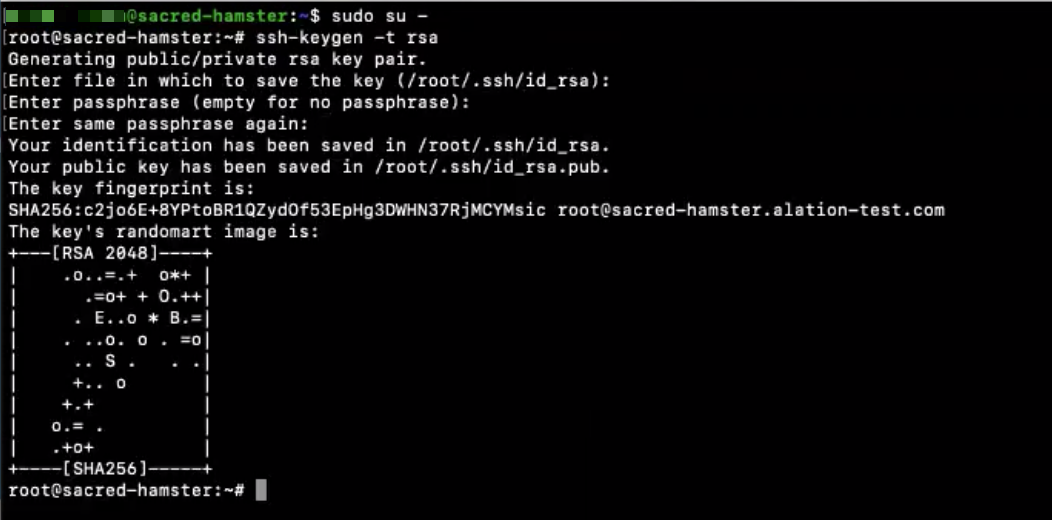 @sacred-hamster:~$ sudo su -
[root@sacred-hamster:~# ssh-keygen -t rsa
Generating public/private rsa key pair.
[Enter file in which to save the key (/root/.ssh/id_rsa):
[Enter passphrase (empty for no passphrase):
[Enter same passphrase again:
Your identification has been saved in /root/.ssh/id_rsa.
Your public key has been saved in /root/.ssh/id_rsa.pub.
The key fingerprint is:
SHA256:c2jo6E+8YPtoBR1QZydOf53EpHg3DWHN37RjMCYMsic root@sacred-hamster.alation-test.com
The key's randomart image is:
+---[RSA 2048]----+
|    .o..=.+  o*+ |
|      .=o+ + O.++|
|     . E..o * B.=|
|    . ..o. o . =o|
|     .. S .   . .|
|     +.. o       |
|    +.+          |
|   o.= .         |
|   .+o+          |
+----[SHA256]-----+
root@sacred-hamster:~#